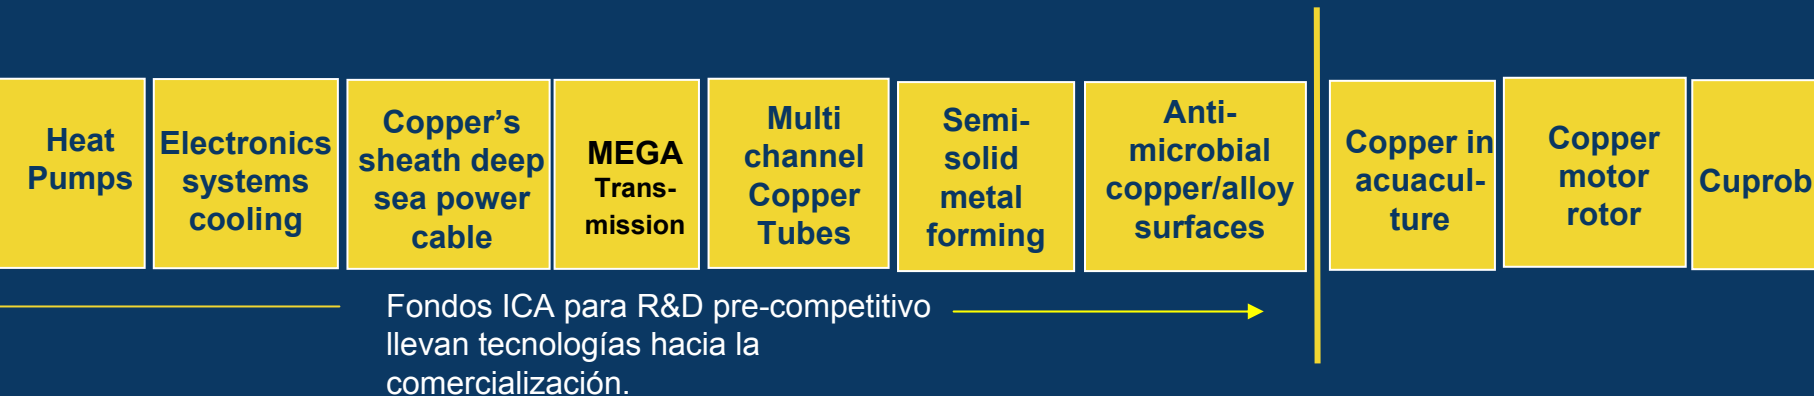 Heat
Pumps
Electronics
systems
cooling
Copper's
sheath deep
sea power
cable
MEGA
Trans-
mission
Multi
channel
Copper
Tubes
Semi-
solid
metal
forming
Anti-
microbial
copper/alloy
surfaces
Copper in
acuacul-
ture
Copper
motor
rotor
Cuprob
Fondos ICA para R&D pre-competitivo
llevan tecnologías hacia la
comercialización.